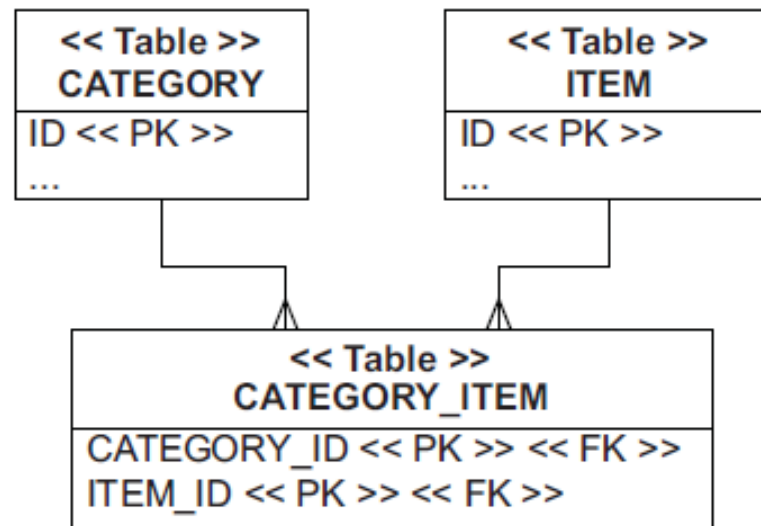 << Table >>
CATEGORY
ID << PK >>
...
<< Table >>
ITEM
ID << PK >>
...
<< Table >>
CATEGORY_ITEM
CATEGORY_ID << PK >> << FK >>
ITEM_ID << PK >> << FK >>